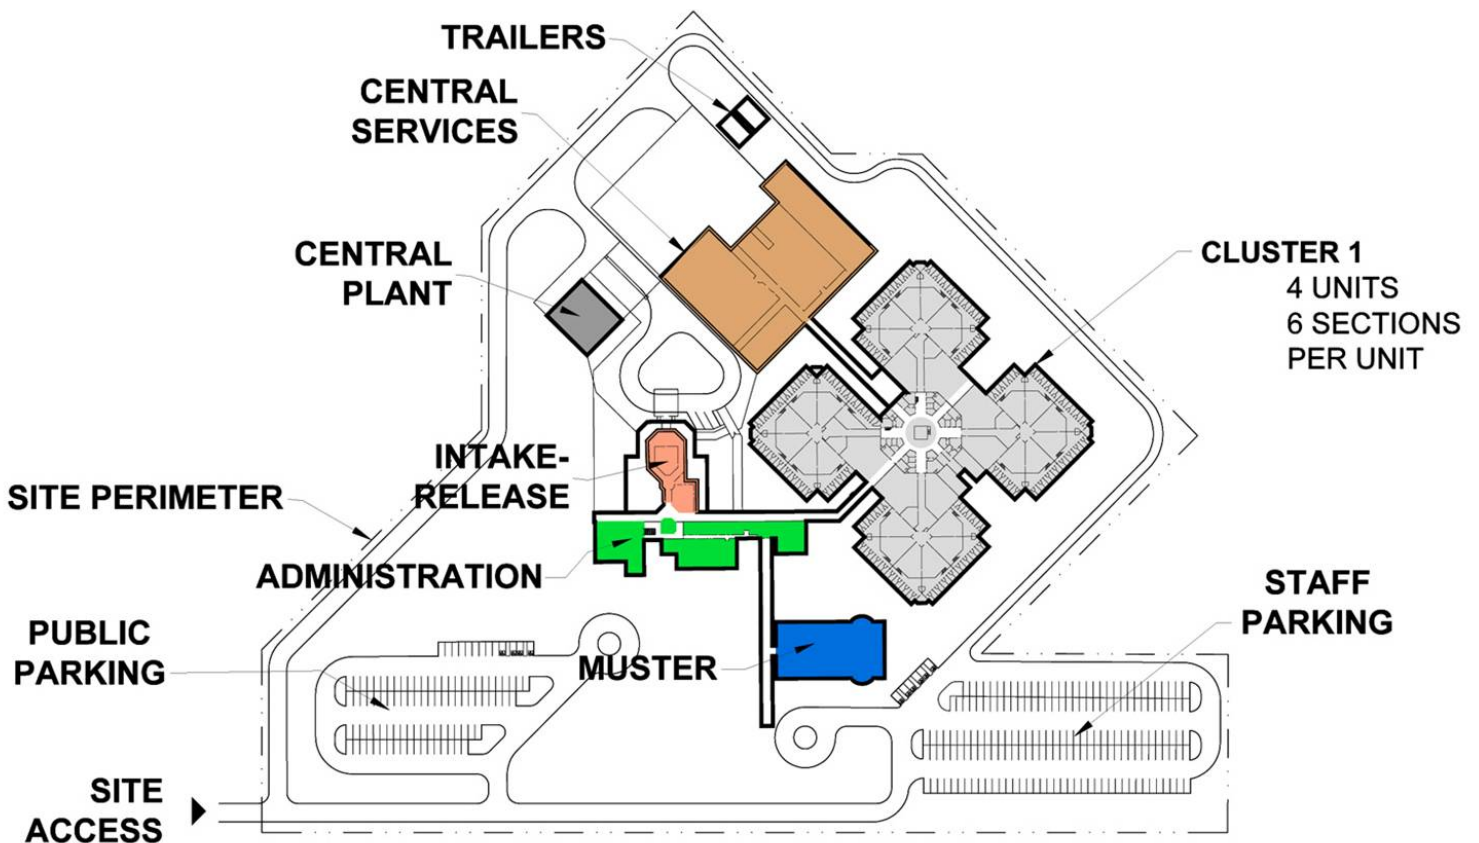 TRAILERS
CENTRAL
SERVICES
CENTRAL
PLANT
CLUSTER 1
4 UNITS
6 SECTIONS
PER UNIT
INTAKE-
RELEASE
SITE PERIMETER
ADMINISTRATION
STAFF
PARKING
PUBLIC
PARKING
MUSTER
SITE
ACCESS